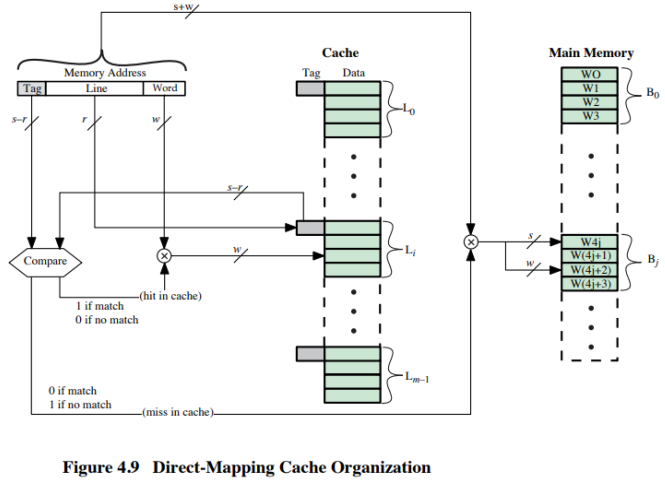 s+w
Cache
Main Memory
Memory Address
Tag Data
Tag Line Word
WO
W1
W2
W3
B0
L0
s–r
r
w
s–r
s
W4j
W(4j+1)
W(4j+2)
W(4j+3)
Bj
w
w
Li
Compare
(hit in cache)
1 if match
0 if no match
Lm–1
0 if match
1 if no match
(miss in cache)
Figure 4.9 Direct-Mapping Cache Organization